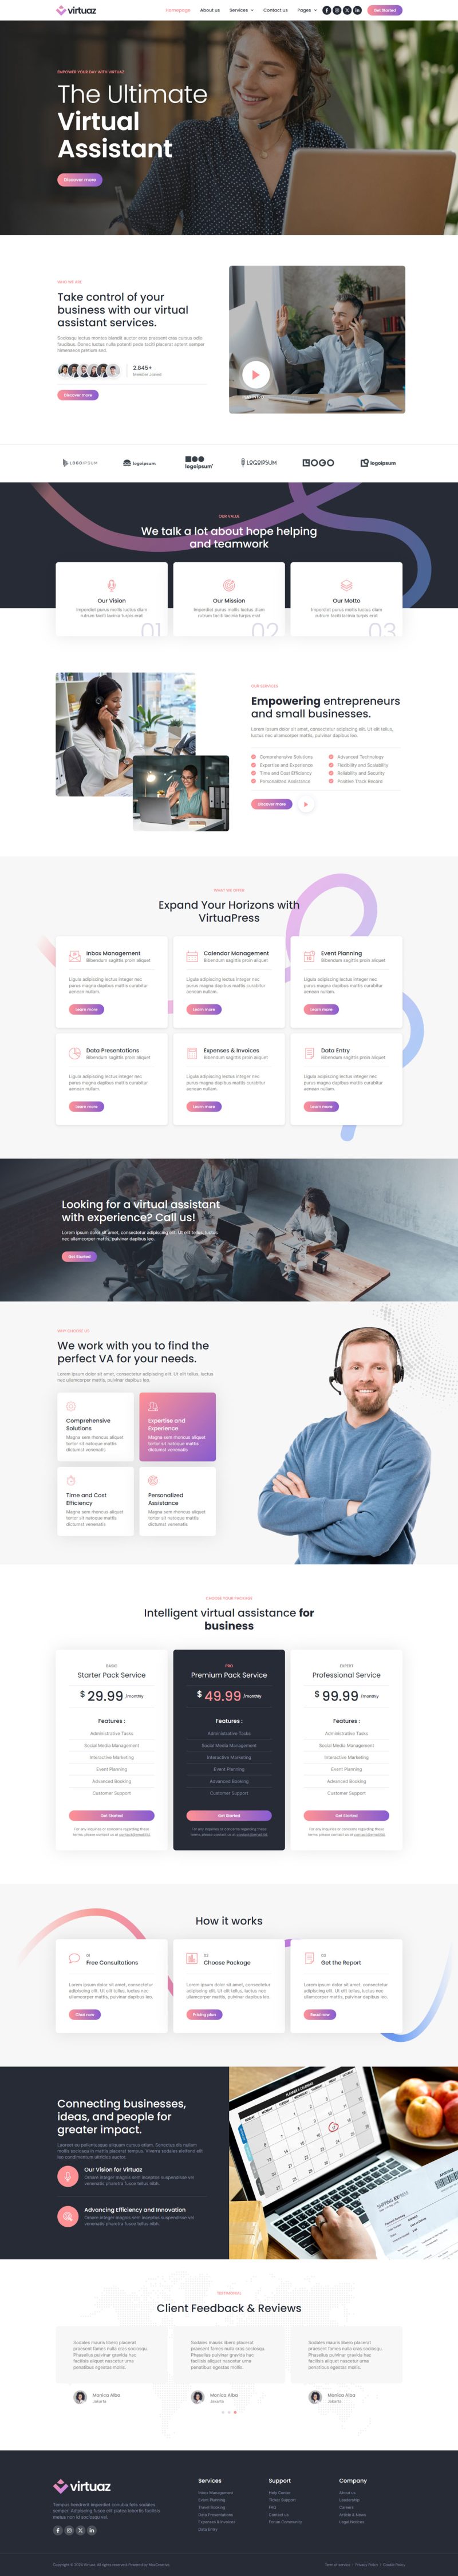 virtuaz
Homepage About us Services Contact us Pages Get Started
EMPOWER YOUR DAY WITH VIRTUAZ
The Ultimate
Virtual
Assistant
Discover more
WHO WE ARE
Take control of your
business with our virtual
assistant services.
Sociosqu lectus montes blandit auctor eros praesent cras cursus odio
faucibus. Donec luctus nulla potenti sociis taciti placerat aptent semper
himenaeos pretium sed.
2.845+
Member Joined
Discover more
LOGOIPSUM
logoipsum
logoipsum
LOGOIPSUM
LOGO
logoipsum
OUR VALUE
We talk a lot about hope helping
and teamwork
Our Vision
Imperdiet purus mollis luctus diam
rutrum taciti lacinia turpis erat
01
Our Mission
Imperdiet purus mollis luctus diam
rutrum taciti lacinia turpis erat
02
Our Motto
Imperdiet purus mollis luctus diam
rutrum taciti lacinia turpis erat
03
OUR SERVICES
Empowering entrepreneurs
and small businesses.
Lorem ipsum dolor sit amet, consectetur adipiscing elit. Ut elit tellus,
luctus nec ullamcorper mattis, pulvinar dapibus leo.
Comprehensive Solutions
Expertise and Experience
Time and Cost Efficiency
Personalized Assistance
Advanced Technology
Flexibility and Scalability
Reliability and Security
Positive Track Record
Discover more
WHAT WE OFFER
Expand Your Horizons with
VirtuaPress
Inbox Management
Bibendum sagittis proin aliquet
Ligula adipiscing lectus integer nec
purus magna dapibus mattis curabitur
aenean nullam.
Learn more
Calendar Management
Bibendum sagittis proin aliquet
Ligula adipiscing lectus integer nec
purus magna dapibus mattis curabitur
aenean nullam.
Learn more
Event Planning
Bibendum sagittis proin aliquet
Ligula adipiscing lectus integer nec
purus magna dapibus mattis curabitur
aenean nullam.
Learn more
Data Presentations
Bibendum sagittis proin aliquet
Ligula adipiscing lectus integer nec
purus magna dapibus mattis curabitur
aenean nullam.
Learn more
Expenses & Invoices
Bibendum sagittis proin aliquet
Ligula adipiscing lectus integer nec
purus magna dapibus mattis curabitur
aenean nullam.
Learn more
Data Entry
Bibendum sagittis proin aliquet
Ligula adipiscing lectus integer nec
purus magna dapibus mattis curabitur
aenean nullam.
Learn more
Looking for a virtual assistant
with experience? Call us!
Lorem ipsum dolor sit amet, consectetur adipiscing elit. Ut elit tellus, luctus
nec ullamcorper mattis, pulvinar dapibus leo.
Get Started
WHY CHOOSE US
We work with you to find the
perfect VA for your needs.
Lorem ipsum dolor sit amet, consectetur adipiscing elit. Ut elit tellus, luctus
nec ullamcorper mattis, pulvinar dapibus leo.
Comprehensive
Solutions
Magna sem rhoncus aliquet
tortor sit natoque mattis
dictumst venenatis
Expertise and
Experience
Magna sem rhoncus aliquet
tortor sit natoque mattis
dictumst venenatis
Time and Cost
Efficiency
Magna sem rhoncus aliquet
tortor sit natoque mattis
dictumst venenatis
Personalized
Assistance
Magna sem rhoncus aliquet
tortor sit natoque mattis
dictumst venenatis
CHOOSE YOUR PACKAGE
Intelligent virtual assistance for
business
BASIC
Starter Pack Service
$ 29.99 /monthly
Features :
Administrative Tasks
Social Media Management
Interactive Marketing
Event Planning
Advanced Booking
Customer Support
Get Started
For any inquiries or concerns regarding these
terms, please contact us at
PRO
Premium Pack Service
$ 49.99 /monthly
Features :
Administrative Tasks
Social Media Management
Interactive Marketing
Event Planning
Advanced Booking
Customer Support
Get Started
For any inquiries or concerns regarding these
terms, please contact us at
EXPERT
Professional Service
$ 99.99 /monthly
Features :
Administrative Tasks
Social Media Management
Interactive Marketing
Event Planning
Advanced Booking
Customer Support
Get Started
For any inquiries or concerns regarding these
terms, please contact us at
How it works
01
Free Consultations
Lorem ipsum dolor sit amet, consectetur
adipiscing elit. Ut elit tellus, luctus nec
ullamcorper mattis, pulvinar dapibus leo.
Chat now
02
Choose Package
Lorem ipsum dolor sit amet, consectetur
adipiscing elit. Ut elit tellus, luctus nec
ullamcorper mattis, pulvinar dapibus leo.
Pricing plan
03
Get the Report
Lorem ipsum dolor sit amet, consectetur
adipiscing elit. Ut elit tellus, luctus nec
ullamcorper mattis, pulvinar dapibus leo.
Read now
Connecting businesses,
ideas, and people for
greater impact.
Laoreet eu pellentesque aliquam cursus etiam. Senectus dis nullam
mollis sociosqu in mattis placerat tempus. Viverra sodales eleifend elit
leo condimentum ultricies auctor.
Our Vision for Virtuaz
Ornare integer magnis sem inceptos suspendisse vel
venenatis pharetra fusce tellus nibh.
Advancing Efficiency and Innovation
Ornare integer magnis sem inceptos suspendisse vel
venenatis pharetra fusce tellus nibh.
TESTIMONIAL
Client Feedback & Reviews
Sodales mauris libero placerat
praesent fames nulla cras sociosqu.
Phasellus pulvinar gravida hac
facilisis aliquet nascetur urna
penatibus egestas mollis.
Monica Alba
Jakarta
Sodales mauris libero placerat
praesent fames nulla cras sociosqu.
Phasellus pulvinar gravida hac
facilisis aliquet nascetur urna
penatibus egestas mollis.
Monica Alba
Jakarta
Sodales mauris libero placerat
praesent fames nulla cras sociosqu.
Phasellus pulvinar gravida hac
facilisis aliquet nascetur urna
penatibus egestas mollis.
Monica Alba
Jakarta
virtuaz
Tempus hendrerit imperdiet conubia felis sodales
semper. Adipiscing fusce elit platea lobortis facilisis
metus non id sociosqu est.
Services
Inbox Management
Event Planning
Travel Booking
Data Presentations
Expenses & Invoices
Data Entry
Support
Help Center
Ticket Support
FAQ
Contact us
Forum Community
Company
About us
Leadership
Careers
Article & News
Legal Notices
Copyright © 2024 Virtuaz. All rights reserved. Powered by MaxCreative.
Term of service | Privacy Policy | Cookie Policy